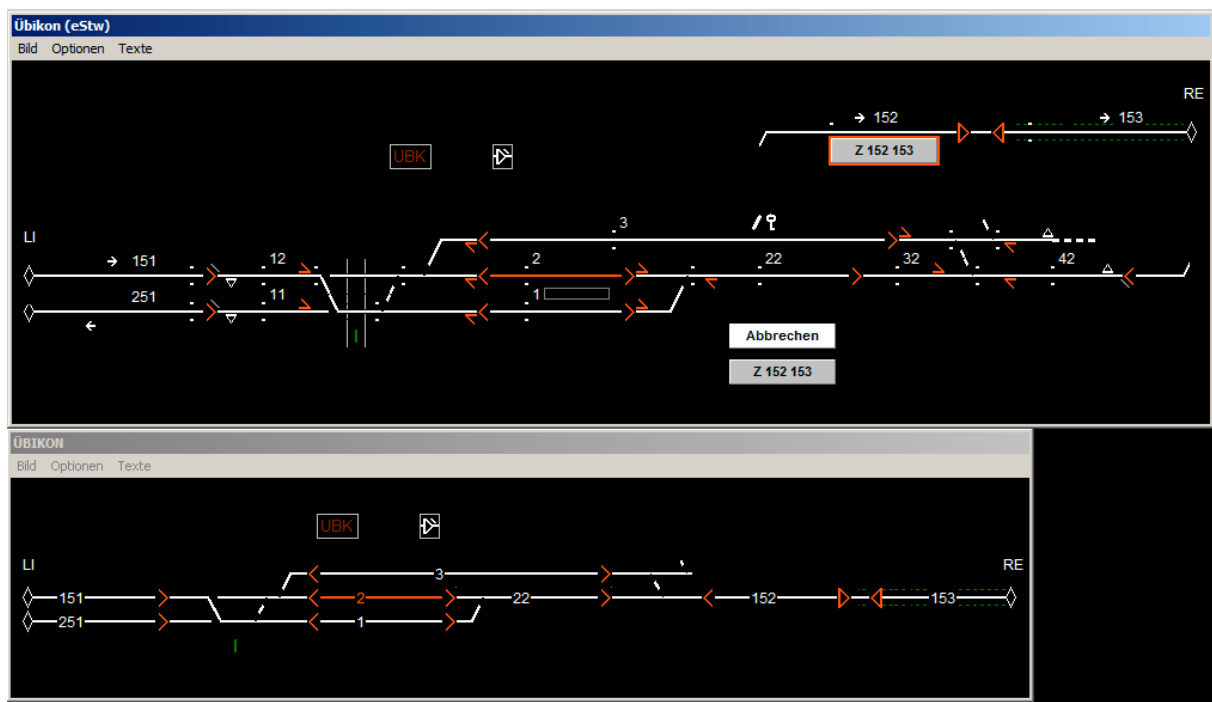 Übikon (eStw)
Bild Optionen Texte
RE
152 153
Z 152 153
UBK
3
LI
151 12 2 22 32 42
251 11 1
Abbrechen
Z 152 153
ÜBIKON
Bild Optionen Texte
UBK
LI RE
3
151 2 22 152 153
251 1